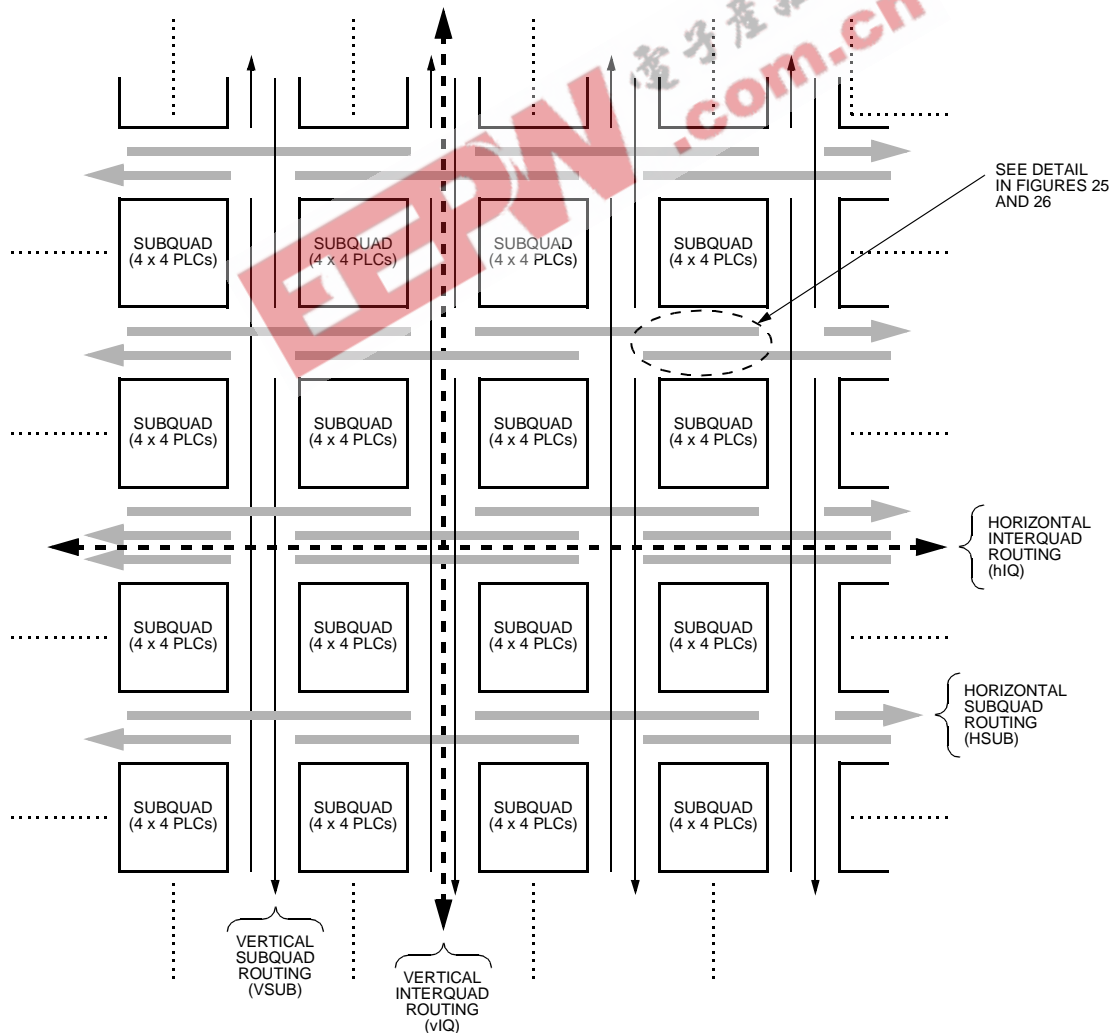 電子產品
EEPW
.com.cn
SEE DETAIL
IN FIGURES 25
AND 26
SUBQUAD
(4 x 4 PLCs)
SUBQUAD
(4 x 4 PLCs)
SUBQUAD
(4 x 4 PLCs)
SUBQUAD
(4 x 4 PLCs)
SUBQUAD
(4 x 4 PLCs)
SUBQUAD
(4 x 4 PLCs)
SUBQUAD
(4 x 4 PLCs)
SUBQUAD
(4 x 4 PLCs)
HORIZONTAL
INTERQUAD
ROUTING
(hIQ)
SUBQUAD
(4 x 4 PLCs)
SUBQUAD
(4 x 4 PLCs)
SUBQUAD
(4 x 4 PLCs)
SUBQUAD
(4 x 4 PLCs)
HORIZONTAL
SUBQUAD
ROUTING
(HSUB)
SUBQUAD
(4 x 4 PLCs)
SUBQUAD
(4 x 4 PLCs)
SUBQUAD
(4 x 4 PLCs)
SUBQUAD
(4 x 4 PLCs)
VERTICAL
SUBQUAD
ROUTING
(VSUB)
VERTICAL
INTERQUAD
ROUTING
(vIQ)